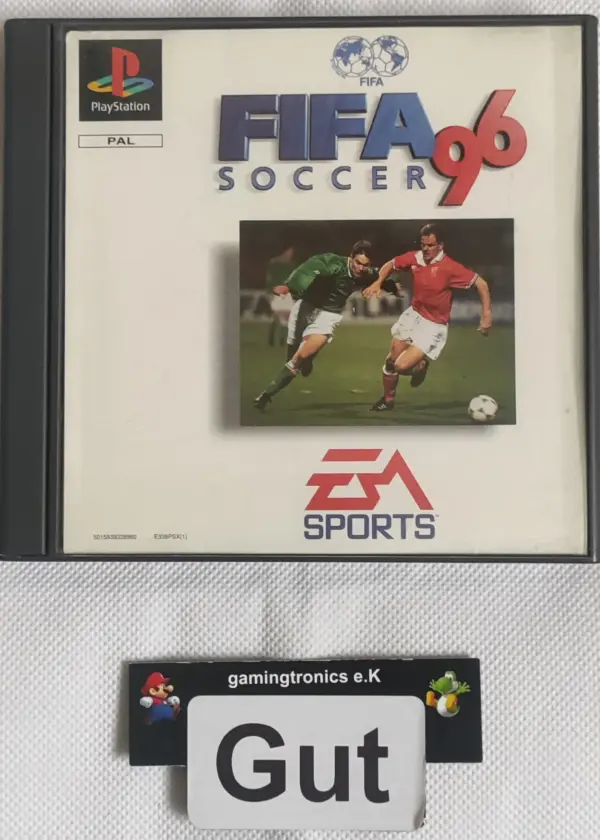 PlayStation
PAL
FIFA
FIFA
SOCCER 96
EA
SPORTS
gamingtronics e.K
Gut